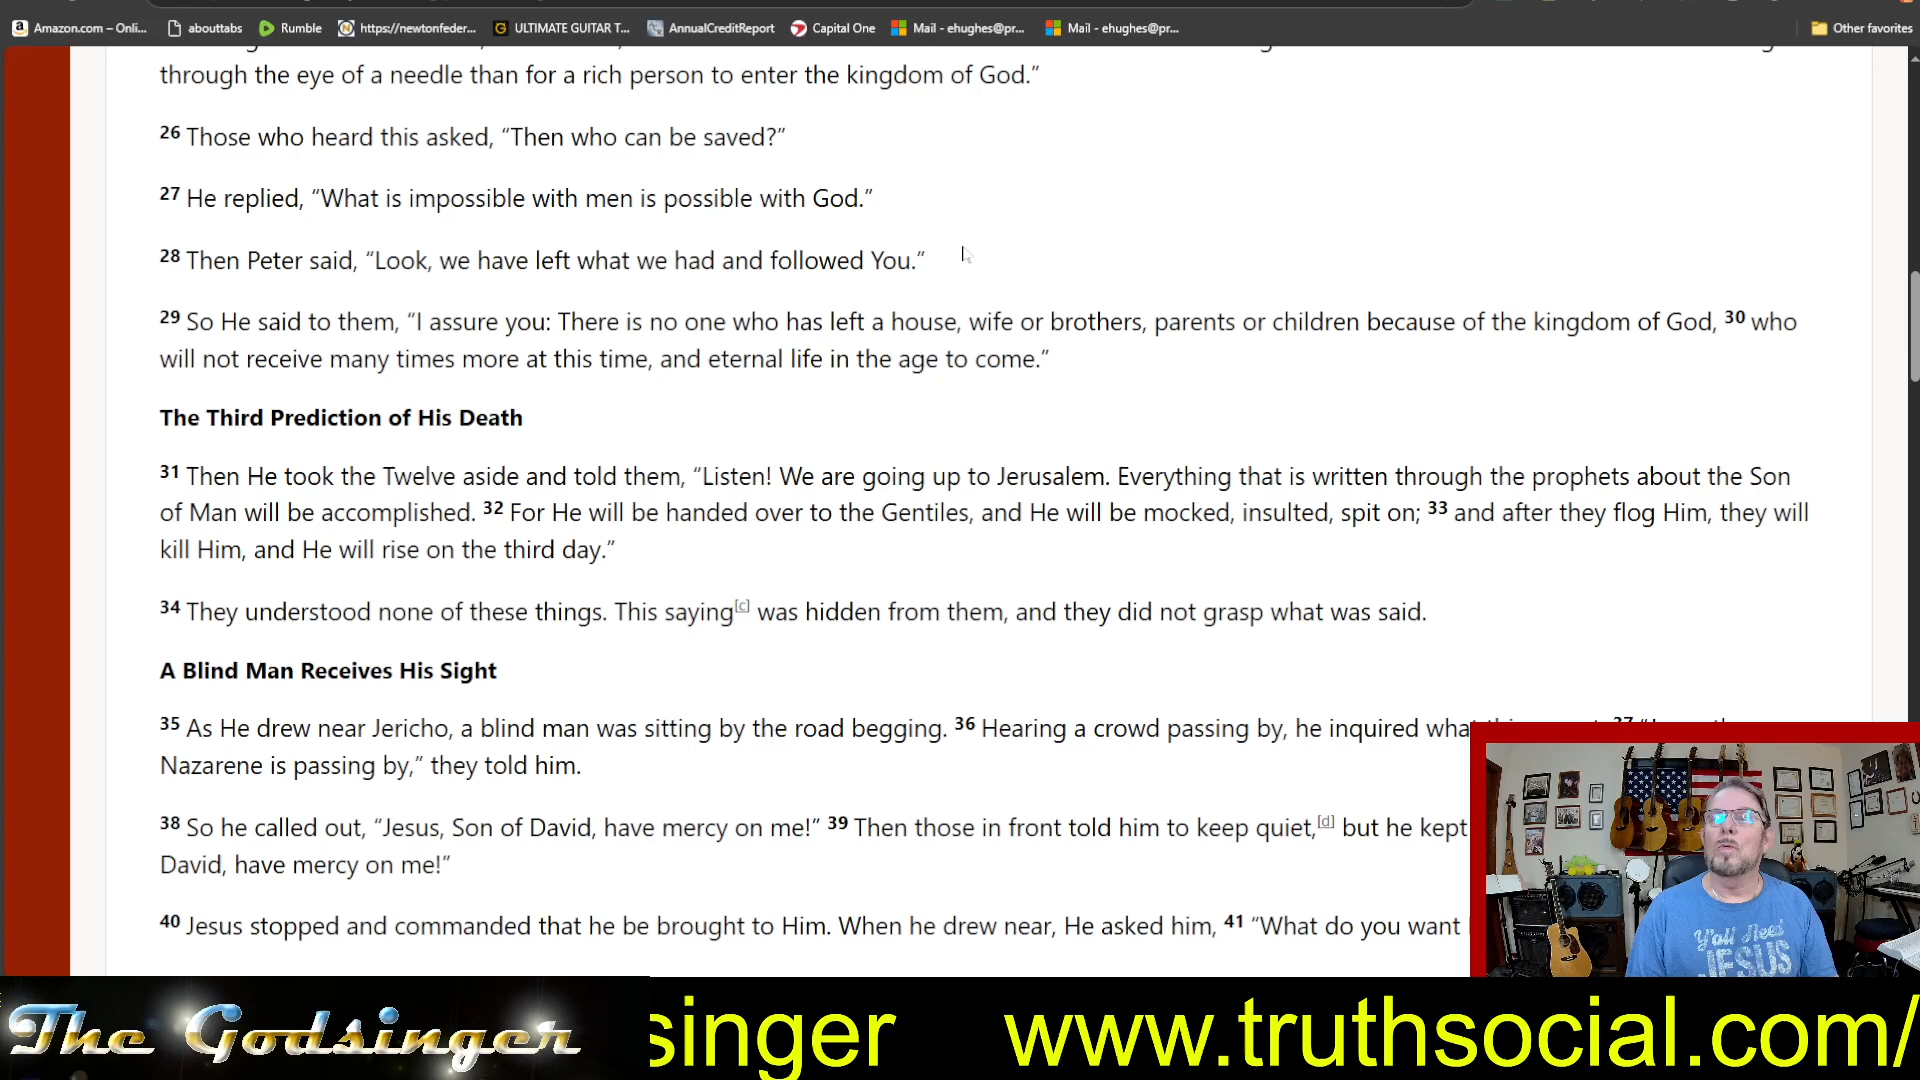 Amazon.com – Onli... abouttabs Rumble https://newtonfeder... ULTIMATE GUITAR T... AnnualCreditReport Capital One Mail - ehughes@pr... Mail - ehughes@pr... Other favorites
through the eye of a needle than for a rich person to enter the kingdom of God.”
26 Those who heard this asked, “Then who can be saved?”
27 He replied, “What is impossible with men is possible with God.”
28 Then Peter said, “Look, we have left what we had and followed You.”
29 So He said to them, “I assure you: There is no one who has left a house, wife or brothers, parents or children because of the kingdom of God, 30 who
will not receive many times more at this time, and eternal life in the age to come.”
The Third Prediction of His Death
31 Then He took the Twelve aside and told them, “Listen! We are going up to Jerusalem. Everything that is written through the prophets about the Son
of Man will be accomplished. 32 For He will be handed over to the Gentiles, and He will be mocked, insulted, spit on; 33 and after they flog Him, they will
kill Him, and He will rise on the third day.”
34 They understood none of these things. This saying[c] was hidden from them, and they did not grasp what was said.
A Blind Man Receives His Sight
35 As He drew near Jericho, a blind man was sitting by the road begging. 36 Hearing a crowd passing by, he inquired wha
Nazarene is passing by,” they told him.
38 So he called out, “Jesus, Son of David, have mercy on me!” 39 Then those in front told him to keep quiet,[d] but he kept
David, have mercy on me!”
40 Jesus stopped and commanded that he be brought to Him. When he drew near, He asked him, 41 “What do you want
Y'all Need
JESUS
The Godsinger singer www.truthsocial.com/